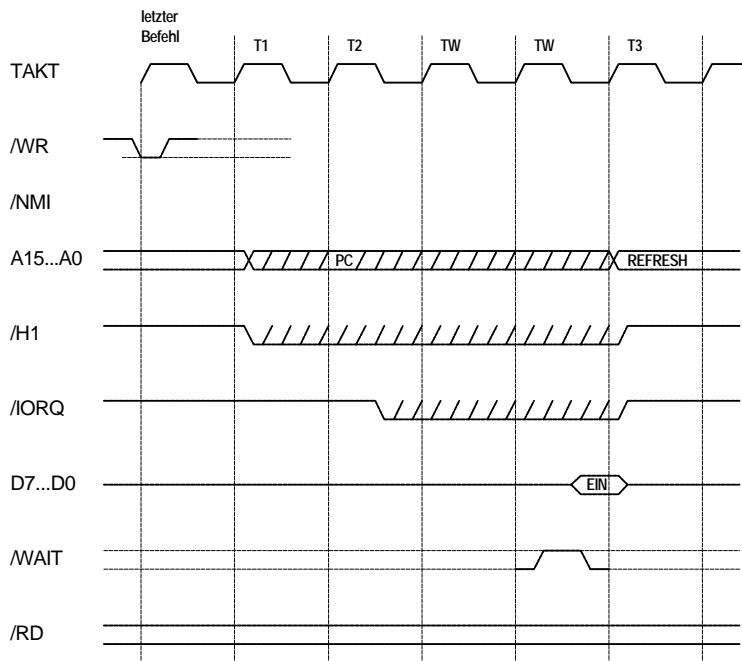 letzter
Befehl
T1 T2 TW TW T3
TAKT
/WR
/NMI
A15...A0 PC REFRESH
/H1
/IORQ
D7...D0 EIN
/WAIT
/RD